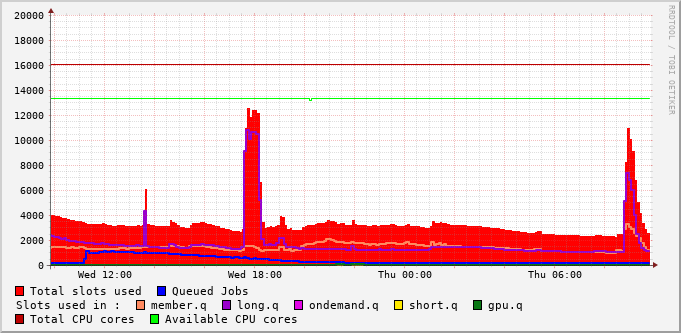 20000
18000
16000
14000
12000
10000
8000
6000
4000
2000
0
Wed 12:00 Wed 18:00 Thu 00:00 Thu 06:00
Total slots used Queued Jobs
Slots used in : member.q long.q ondemand.q short.q gpu.q
Total CPU cores Available CPU cores
RRDTOOL / TOBI OETIKER